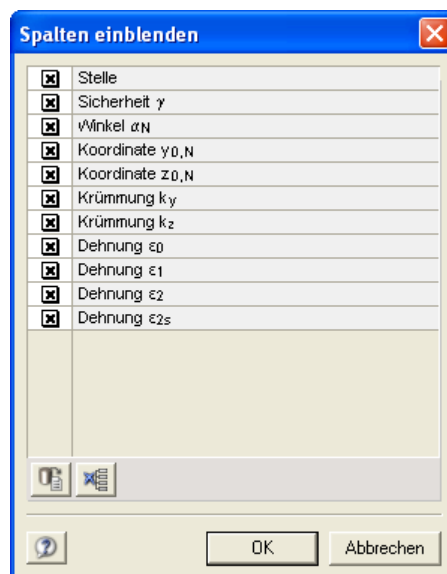 Spalten einblenden
Stelle
Sicherheit γ
Winkel αN
Koordinate y0,N
Koordinate z0,N
Krümmung ky
Krümmung kz
Dehnung ε0
Dehnung ε1
Dehnung ε2
Dehnung ε2s
OK Abbrechen